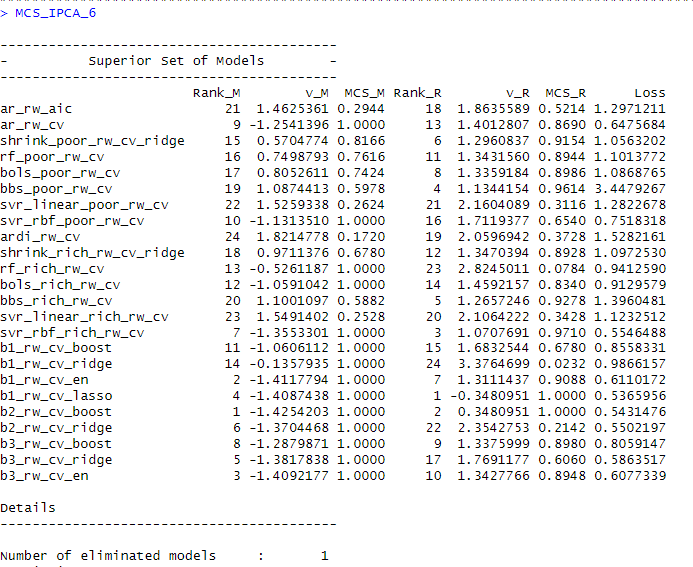 > MCS_IPCA_6
------------------------------------------
-          Superior Set of Models          -
------------------------------------------
Rank_M v_M MCS_M Rank_R v_R MCS_R Loss
ar_rw_aic 21 1.4625361 0.2944 18 1.8635589 0.5214 1.2971211
ar_rw_cv 9 -1.2541396 1.0000 13 1.4012807 0.8690 0.6475684
shrink_poor_rw_cv_ridge 15 0.5704774 0.8166 6 1.2960837 0.9154 1.0563202
rf_poor_rw_cv 16 0.7498793 0.7616 11 1.3431560 0.8944 1.1013772
bols_poor_rw_cv 17 0.8052611 0.7424 8 1.3359184 0.8986 1.0868765
bbs_poor_rw_cv 19 1.0874413 0.5978 4 1.1344154 0.9614 3.4479267
svr_linear_poor_rw_cv 22 1.5259338 0.2624 21 2.1604089 0.3116 1.2822678
svr_rbf_poor_rw_cv 10 -1.1313510 1.0000 16 1.7119377 0.6540 0.7518318
ardi_rw_cv 24 1.8214778 0.1720 19 2.0596942 0.3728 1.5282161
shrink_rich_rw_cv_ridge 18 0.9711376 0.6780 12 1.3470394 0.8928 1.0972530
rf_rich_rw_cv 13 -0.5261187 1.0000 23 2.8245011 0.0784 0.9412590
bols_rich_rw_cv 12 -1.0591042 1.0000 14 1.4592157 0.8340 0.9129579
bbs_rich_rw_cv 20 1.1001097 0.5882 5 1.2657246 0.9278 1.3960481
svr_linear_rich_rw_cv 23 1.5491402 0.2528 20 2.1064222 0.3428 1.1232512
svr_rbf_rich_rw_cv 7 -1.3553301 1.0000 3 1.0707691 0.9710 0.5546488
b1_rw_cv_boost 11 -1.0606112 1.0000 15 1.6832544 0.6780 0.8558331
b1_rw_cv_ridge 14 -0.1357935 1.0000 24 3.3764699 0.0232 0.9866157
b1_rw_cv_en 2 -1.4117794 1.0000 7 1.3111437 0.9088 0.6110172
b1_rw_cv_lasso 4 -1.4087438 1.0000 1 -0.3480951 1.0000 0.5365956
b2_rw_cv_boost 1 -1.4254203 1.0000 2 0.3480951 1.0000 0.5431476
b2_rw_cv_ridge 6 -1.3704468 1.0000 22 2.3542753 0.2142 0.5502197
b3_rw_cv_boost 8 -1.2879871 1.0000 9 1.3375999 0.8980 0.8059147
b3_rw_cv_ridge 5 -1.3817838 1.0000 17 1.7691177 0.6060 0.5863517
b3_rw_cv_en 3 -1.4092177 1.0000 10 1.3427766 0.8948 0.6077339
Details
------------------------------------------
Number of eliminated models : 1